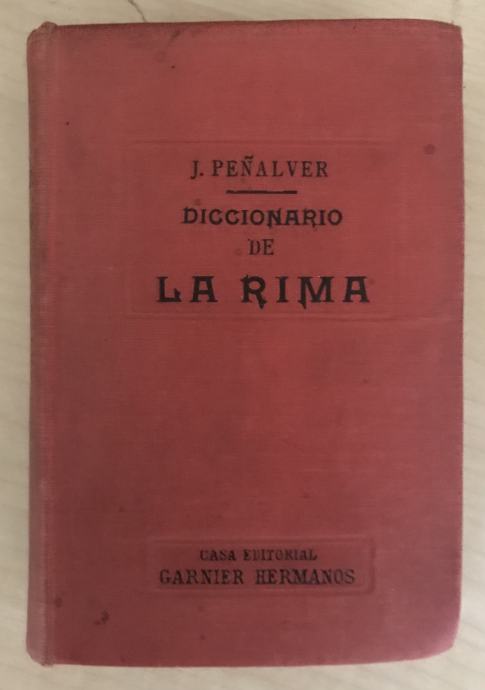 J. PEÑALVER
DICCIONARIO
DE
LA RIMA
CASA EDITORIAL
GARNIER HERMANOS